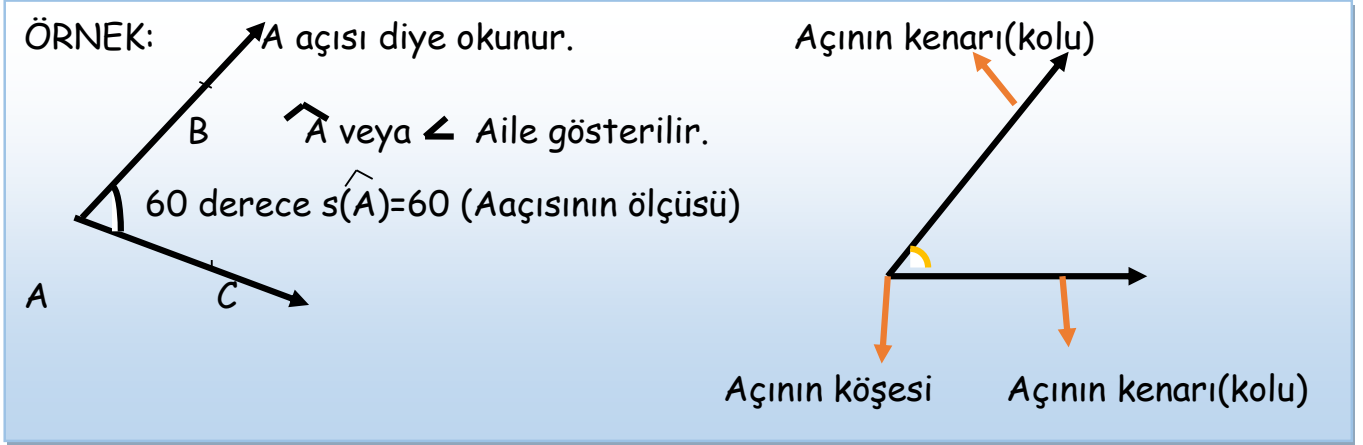 ÖRNEK: A açısı diye okunur. Açının kenarı(kolu)
B A veya ∠ Aile gösterilir.
60 derece s(A)=60 (Aaçısının ölçüsü)
A C
Açının köşesi Açının kenarı(kolu)